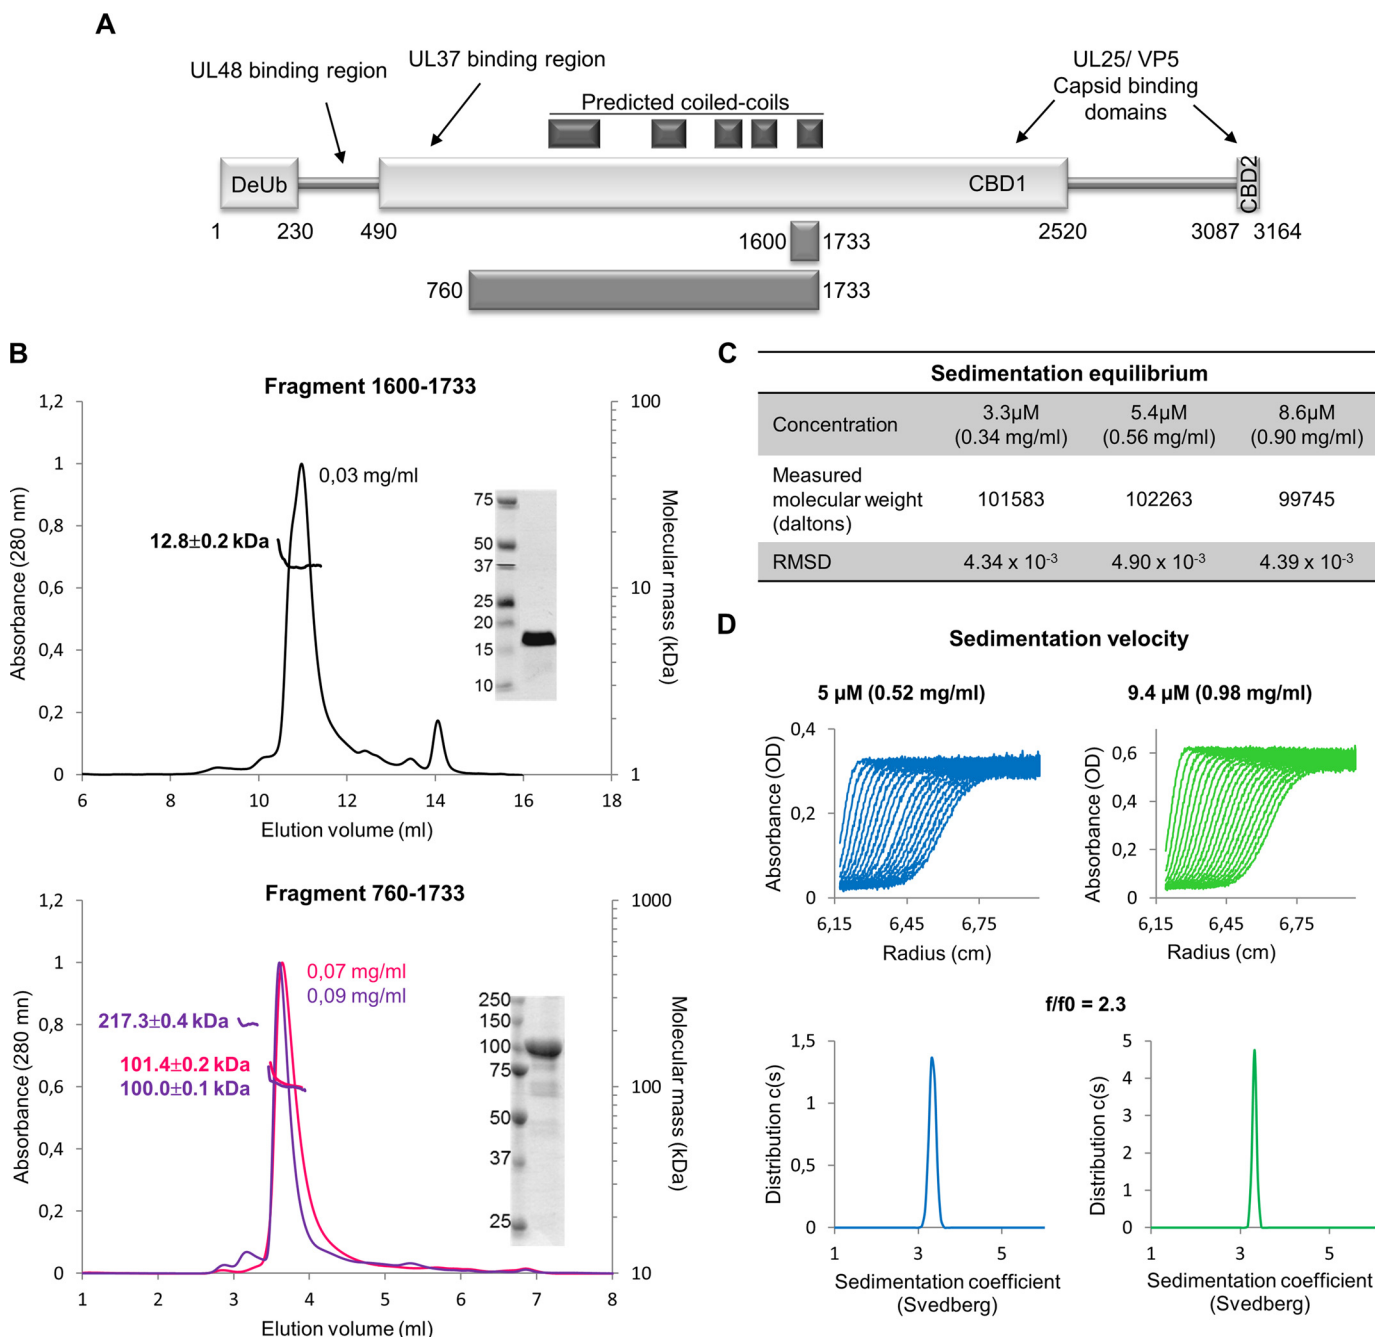 A
UL48 binding region
UL37 binding region
UL25/ VP5
Capsid binding
domains
Predicted coiled-coils
DeUb
CBD1
CBD2
1
230
490
2520
3087
3164
1600
1733
760
1733
B
Fragment 1600-1733
1,2
1
0,8
0,6
0,4
0,2
0
Absorbance (280 nm)
0,03 mg/ml
12.8±0.2 kDa
75
50
37
25
20
15
10
100
10
1
Molecular mass (kDa)
6 8 10 12 14 16 18
Elution volume (ml)
Fragment 760-1733
1,2
1
0,8
0,6
0,4
0,2
0
Absorbance (280 mn)
0,07 mg/ml
0,09 mg/ml
217.3±0.4 kDa
101.4±0.2 kDa
100.0±0.1 kDa
250
150
100
75
50
37
25
1000
100
10
Molecular mass (kDa)
1 2 3 4 5 6 7 8
Elution volume (ml)
C
Sedimentation equilibrium
Concentration
3.3µM
(0.34 mg/ml)
5.4µM
(0.56 mg/ml)
8.6µM
(0.90 mg/ml)
Measured
molecular weight
(daltons)
101583 102263 99745
RMSD 4.34 x 10⁻³ 4.90 x 10⁻³ 4.39 x 10⁻³
D
Sedimentation velocity
5 µM (0.52 mg/ml)
0,4
0,2
0
Absorbance (OD)
6,15 6,45 6,75
Radius (cm)
9.4 µM (0.98 mg/ml)
0,6
0,4
0,2
0
Absorbance (OD)
6,15 6,45 6,75
Radius (cm)
f/f0 = 2.3
1,5
1
0,5
0
Distribution c(s)
1 3 5
Sedimentation coefficient
(Svedberg)
5
4
3
2
1
0
Distribution c(s)
1 3 5
Sedimentation coefficient
(Svedberg)